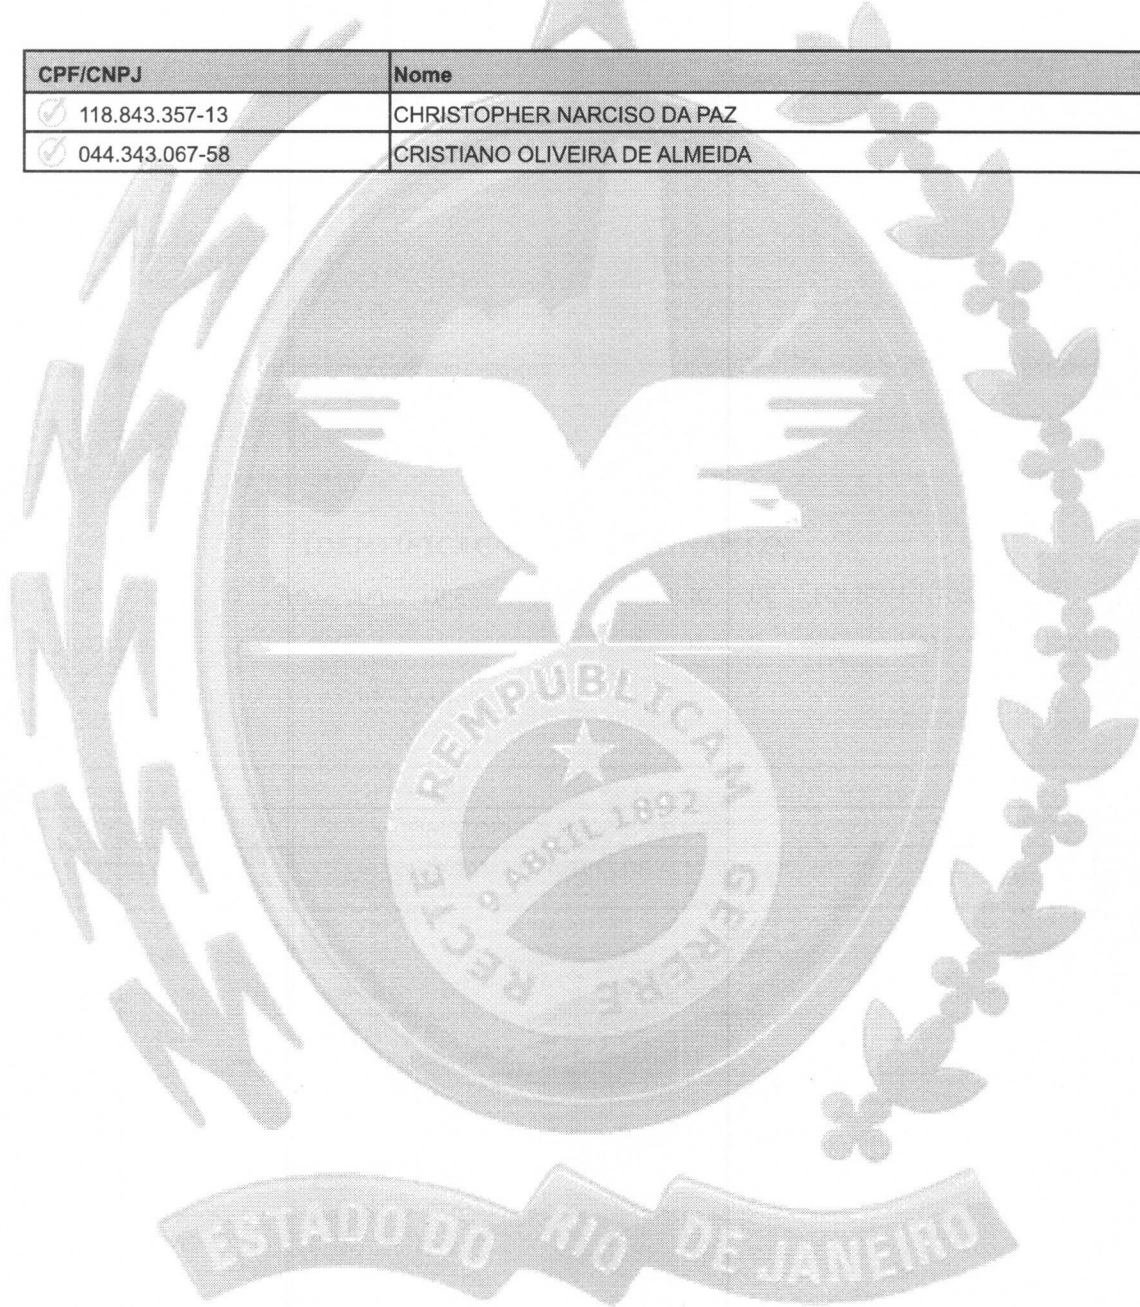 CPF/CNPJ Nome
118.843.357-13 CHRISTOPHER NARCISO DA PAZ
044.343.067-58 CRISTIANO OLIVEIRA DE ALMEIDA
RECTE REMPUBLICAM GERERE
9 ABRIL 1892
ESTADO DO RIO DE JANEIRO